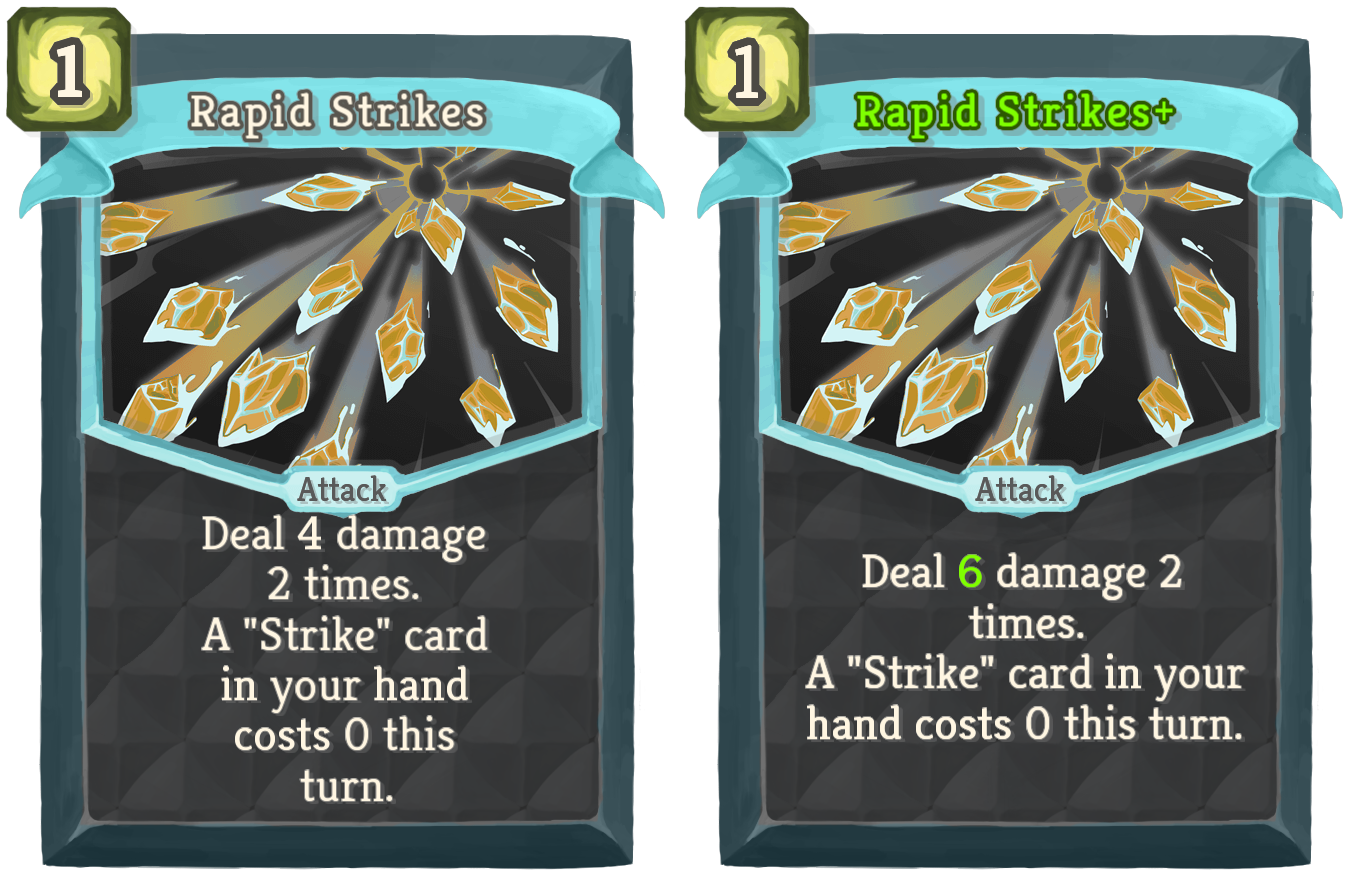 1
Rapid Strikes
Attack
Deal 4 damage
2 times.
A "Strike" card
in your hand
costs 0 this
turn.
1
Rapid Strikes+
Attack
Deal 6 damage 2
times.
A "Strike" card in your
hand costs 0 this turn.